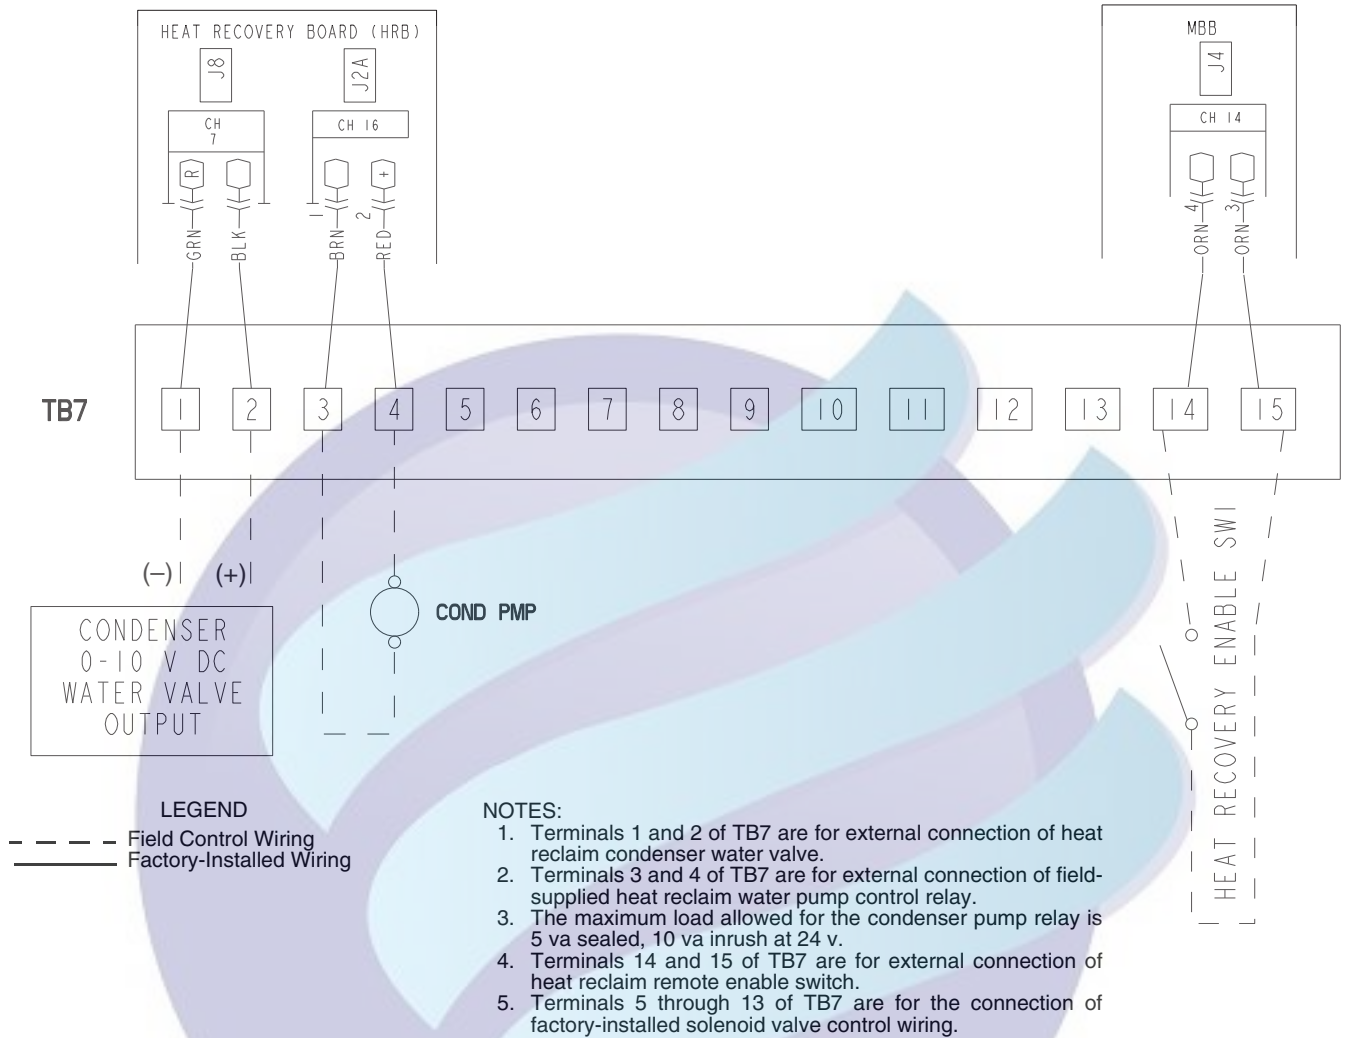 HEAT RECOVERY BOARD (HRB)
MBB
J8
J2A
J4
CH
7
CH 16
CH 14
R
+
1
2
4
3
GRN
BLK
BRN
RED
ORN
ORN
TB7
1 2 3 4 5 6 7 8 9 10 11 12 13 14 15
(–)
(+)
COND PMP
CONDENSER
0-10 V DC
WATER VALVE
OUTPUT
HEAT RECOVERY ENABLE SW1
LEGEND
Field Control Wiring
Factory-Installed Wiring
NOTES:
1. Terminals 1 and 2 of TB7 are for external connection of heat
reclaim condenser water valve.
2. Terminals 3 and 4 of TB7 are for external connection of field-
supplied heat reclaim water pump control relay.
3. The maximum load allowed for the condenser pump relay is
5 va sealed, 10 va inrush at 24 v.
4. Terminals 14 and 15 of TB7 are for external connection of
heat reclaim remote enable switch.
5. Terminals 5 through 13 of TB7 are for the connection of
factory-installed solenoid valve control wiring.